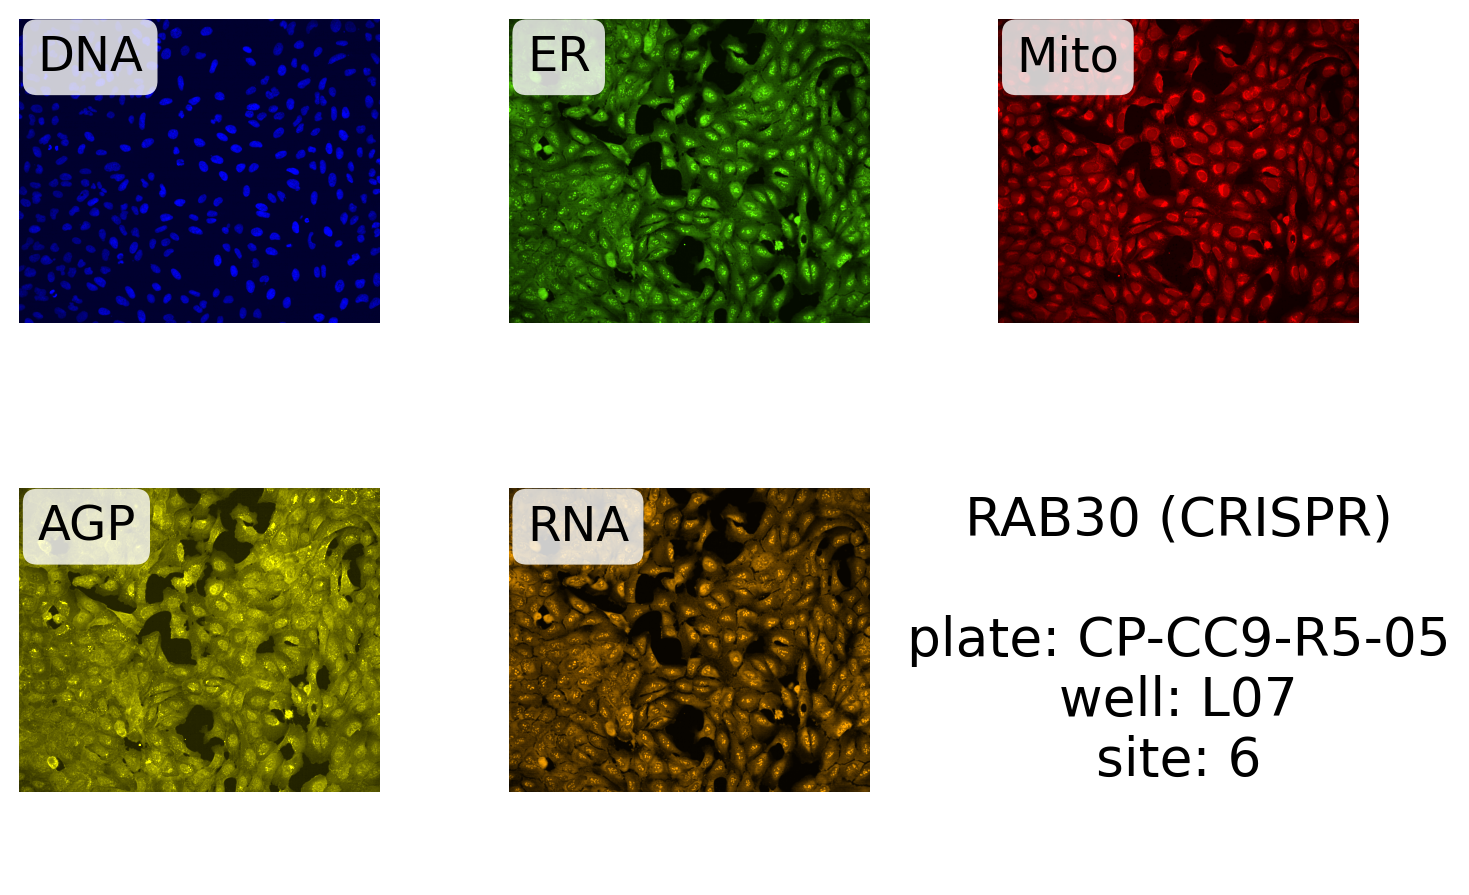 DNA
ER
Mito
AGP
RNA
RAB30 (CRISPR)
plate: CP-CC9-R5-05
well: L07
site: 6